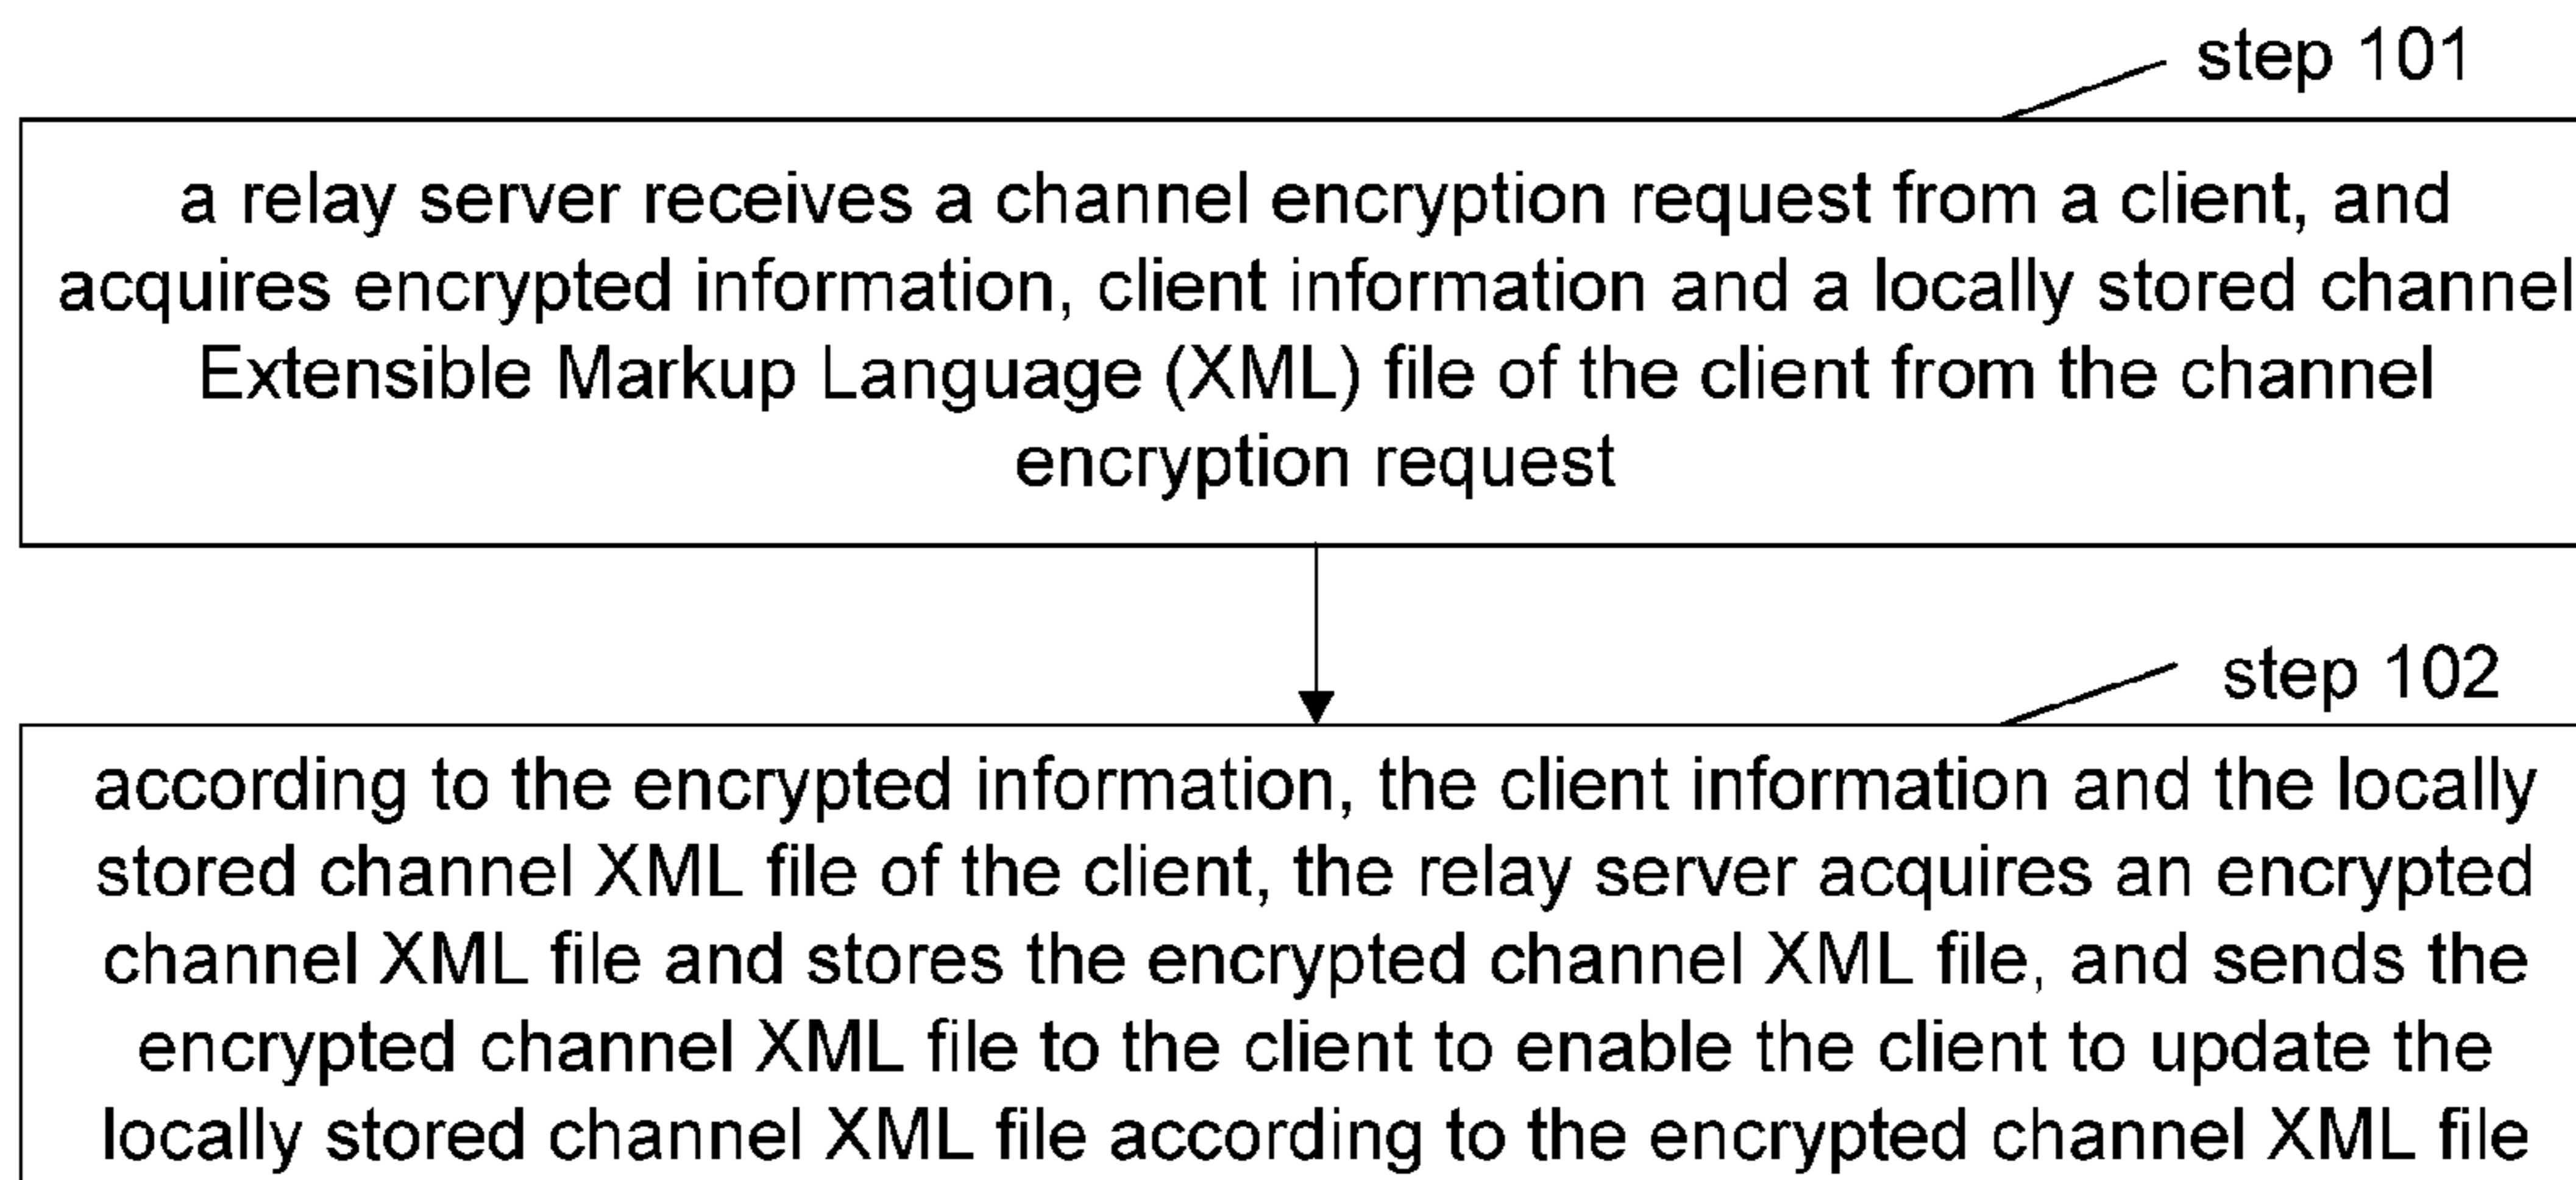 step 101
a relay server receives a channel encryption request from a client, and
acquires encrypted information, client information and a locally stored channel
Extensible Markup Language (XML) file of the client from the channel
encryption request
step 102
according to the encrypted information, the client information and the locally
stored channel XML file of the client, the relay server acquires an encrypted
channel XML file and stores the encrypted channel XML file, and sends the
encrypted channel XML file to the client to enable the client to update the
locally stored channel XML file according to the encrypted channel XML file